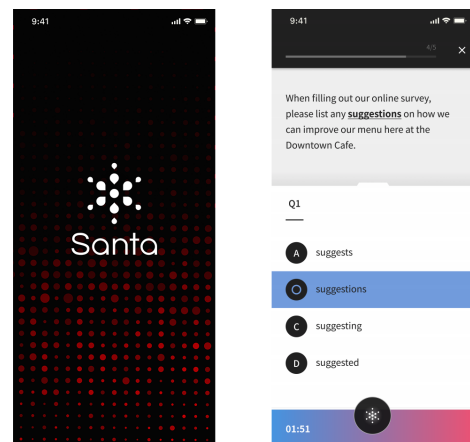 9:41
Santa
9:41
4/5
When filling out our online survey,
please list any suggestions on how we
can improve our menu here at the
Downtown Cafe.
Q1
A suggests
suggestions
C suggesting
D suggested
01:51